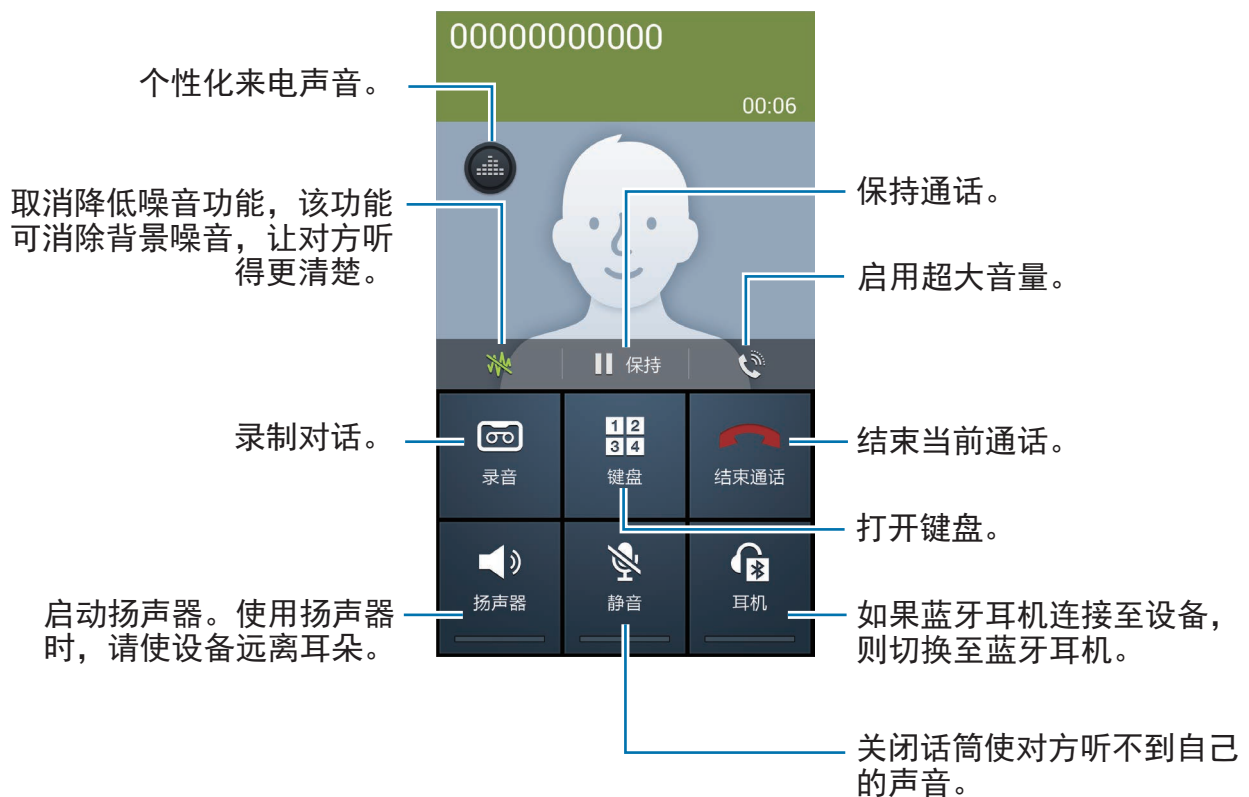 00000000000
个性化来电声音。
00:06
取消降低噪音功能，该功能
可消除背景噪音，让对方听
得更清楚。
保持通话。
启用超大音量。
保持
录制对话。
1 2
3 4
录音
键盘
结束通话
结束当前通话。
打开键盘。
扬声器
静音
耳机
启动扬声器。使用扬声器
时，请使设备远离耳朵。
如果蓝牙耳机连接至设备，
则切换至蓝牙耳机。
关闭话筒使对方听不到自己
的声音。